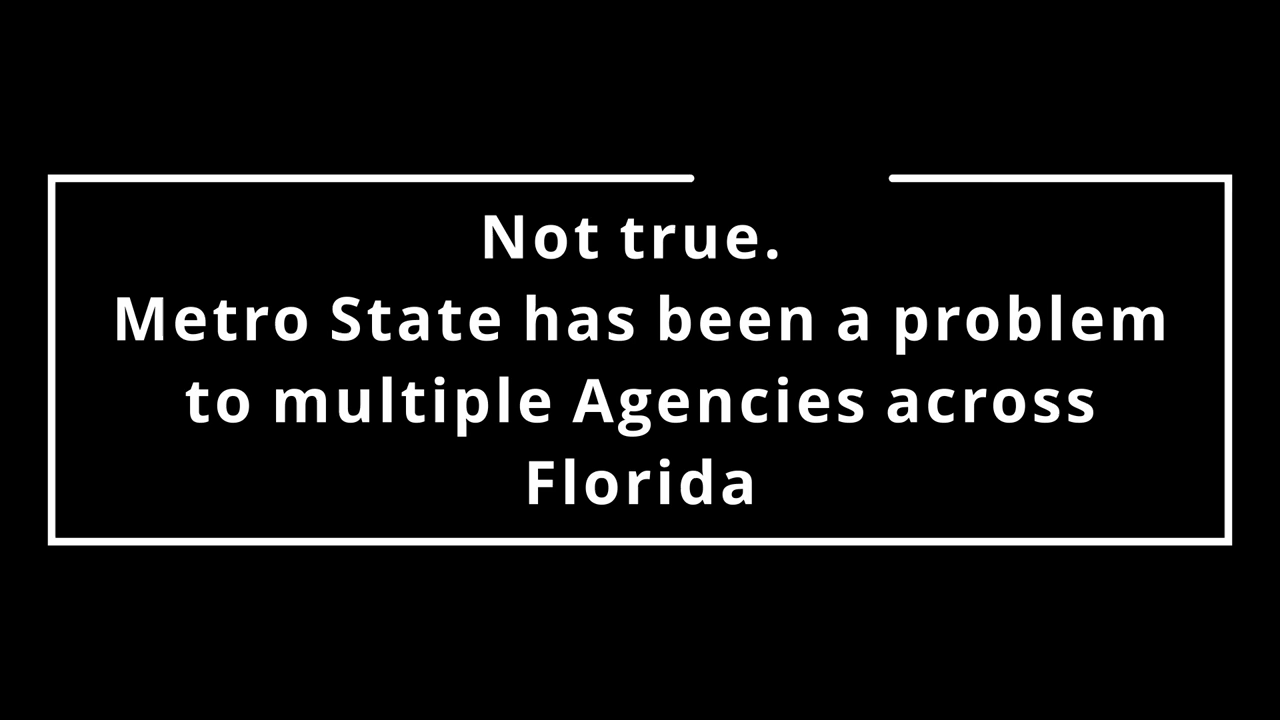 Not true.
Metro State has been a problem
to multiple Agencies across
Florida